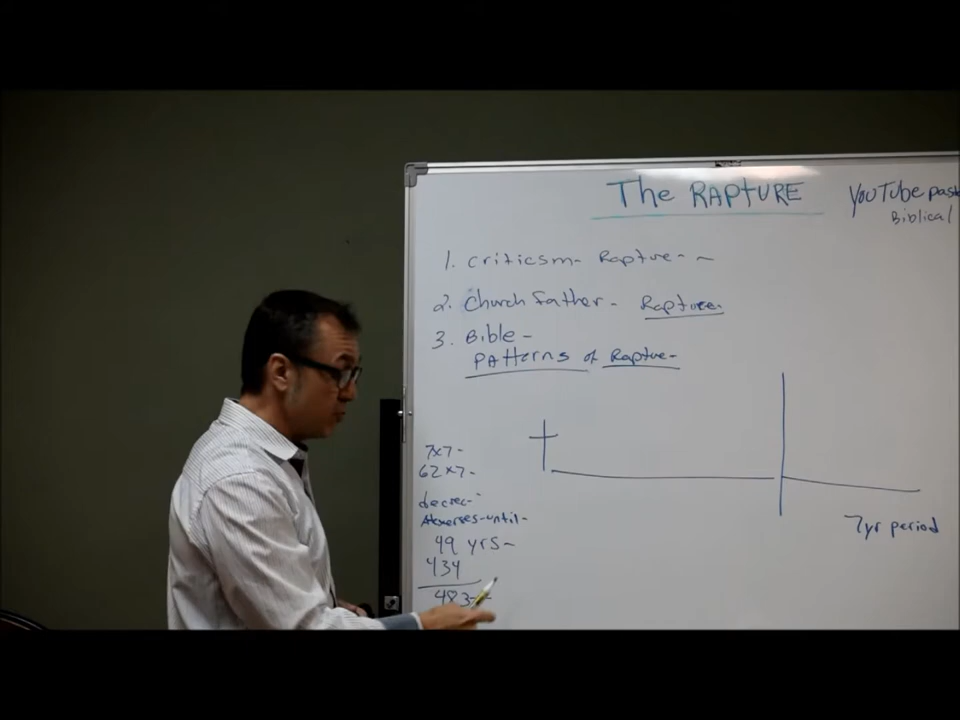 The RAPTURE
YouTube past
Biblical
1. criticsm- Rapture- ~
2. Church Father- Rapture-
3. Bible-
PAtterns of Rapture-
7x7-
62x7-
decree-
-until-
49 yrs-
434
483-
7yr period